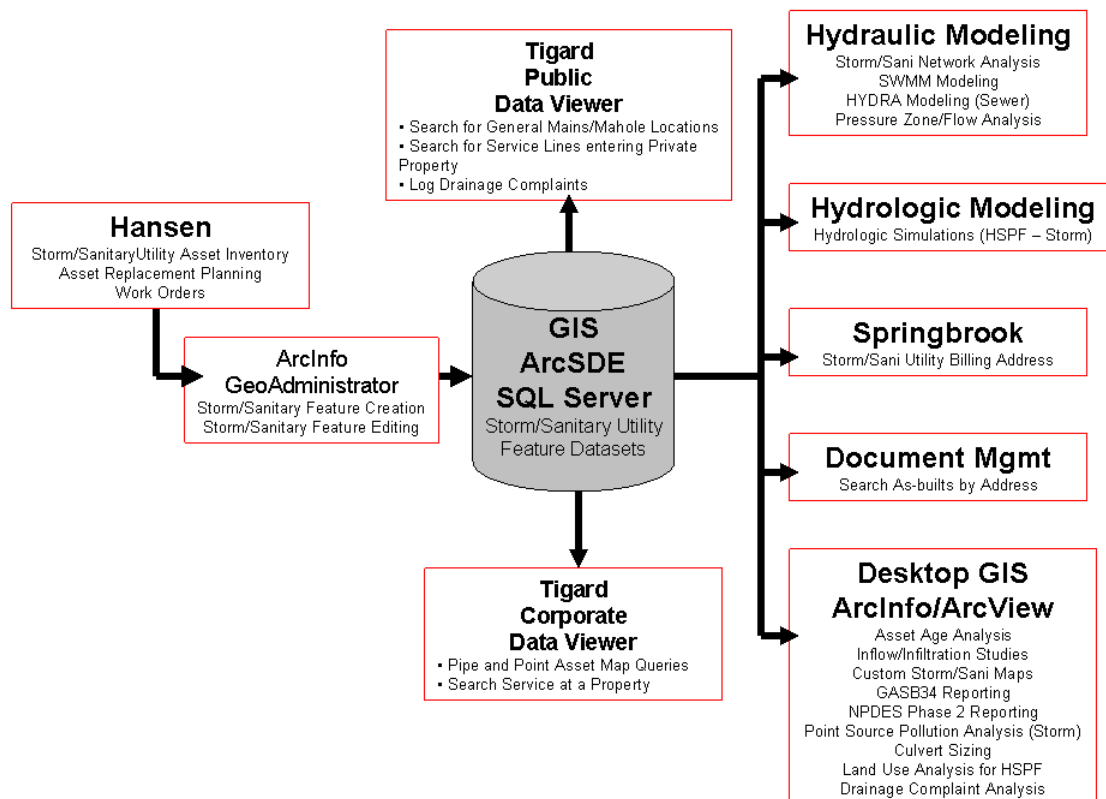 Tigard
Public
Data Viewer
▪ Search for General Mains/Mahole Locations
▪ Search for Service Lines entering Private
Property
▪ Log Drainage Complaints
Hansen
Storm/SanitaryUtility Asset Inventory
Asset Replacement Planning
Work Orders
ArcInfo
GeoAdministrator
Storm/Sanitary Feature Creation
Storm/Sanitary Feature Editing
GIS
ArcSDE
SQL Server
Storm/Sanitary Utility
Feature Datasets
Tigard
Corporate
Data Viewer
▪ Pipe and Point Asset Map Queries
▪ Search Service at a Property
Hydraulic Modeling
Storm/Sani Network Analysis
SWMM Modeling
HYDRA Modeling (Sewer)
Pressure Zone/Flow Analysis
Hydrologic Modeling
Hydrologic Simulations (HSPF – Storm)
Springbrook
Storm/Sani Utility Billing Address
Document Mgmt
Search As-builts by Address
Desktop GIS
ArcInfo/ArcView
Asset Age Analysis
Inflow/Infiltration Studies
Custom Storm/Sani Maps
GASB34 Reporting
NPDES Phase 2 Reporting
Point Source Pollution Analysis (Storm)
Culvert Sizing
Land Use Analysis for HSPF
Drainage Complaint Analysis